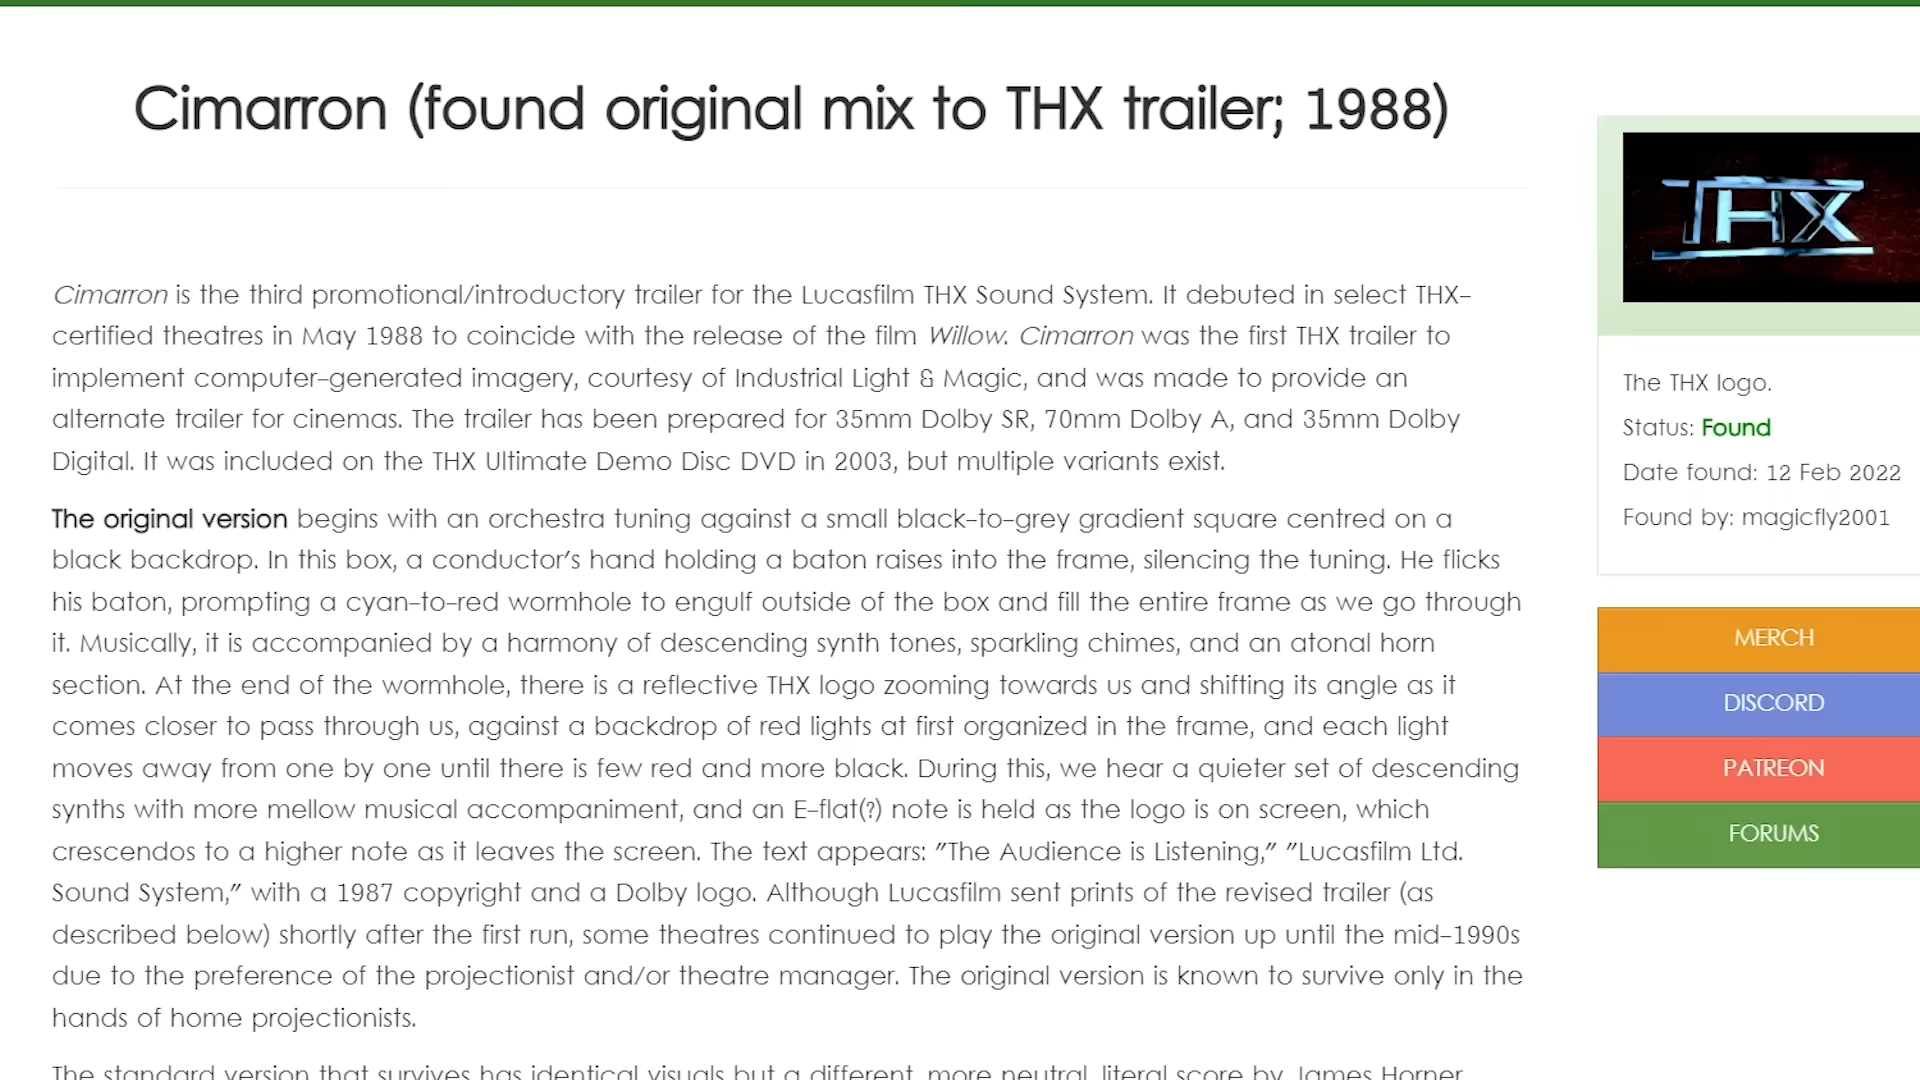 Cimarron (found original mix to THX trailer; 1988)
THX
Cimarron is the third promotional/introductory trailer for the Lucasfilm THX Sound System. It debuted in select THX-
certified theatres in May 1988 to coincide with the release of the film Willow. Cimarron was the first THX trailer to
implement computer-generated imagery, courtesy of Industrial Light & Magic, and was made to provide an
alternate trailer for cinemas. The trailer has been prepared for 35mm Dolby SR, 70mm Dolby A, and 35mm Dolby
Digital. It was included on the THX Ultimate Demo Disc DVD in 2003, but multiple variants exist.
The original version begins with an orchestra tuning against a small black-to-grey gradient square centred on a
black backdrop. In this box, a conductor's hand holding a baton raises into the frame, silencing the tuning. He flicks
his baton, prompting a cyan-to-red wormhole to engulf outside of the box and fill the entire frame as we go through
it. Musically, it is accompanied by a harmony of descending synth tones, sparkling chimes, and an atonal horn
section. At the end of the wormhole, there is a reflective THX logo zooming towards us and shifting its angle as it
comes closer to pass through us, against a backdrop of red lights at first organized in the frame, and each light
moves away from one by one until there is few red and more black. During this, we hear a quieter set of descending
synths with more mellow musical accompaniment, and an E-flat(?) note is held as the logo is on screen, which
crescendos to a higher note as it leaves the screen. The text appears: "The Audience is Listening," "Lucasfilm Ltd.
Sound System," with a 1987 copyright and a Dolby logo. Although Lucasfilm sent prints of the revised trailer (as
described below) shortly after the first run, some theatres continued to play the original version up until the mid-1990s
due to the preference of the projectionist and/or theatre manager. The original version is known to survive only in the
hands of home projectionists.
The standard version that survives has identical visuals but a different, more neutral, literal score by James Horner
The THX logo.
Status: Found
Date found: 12 Feb 2022
Found by: magicfly2001
MERCH
DISCORD
PATREON
FORUMS